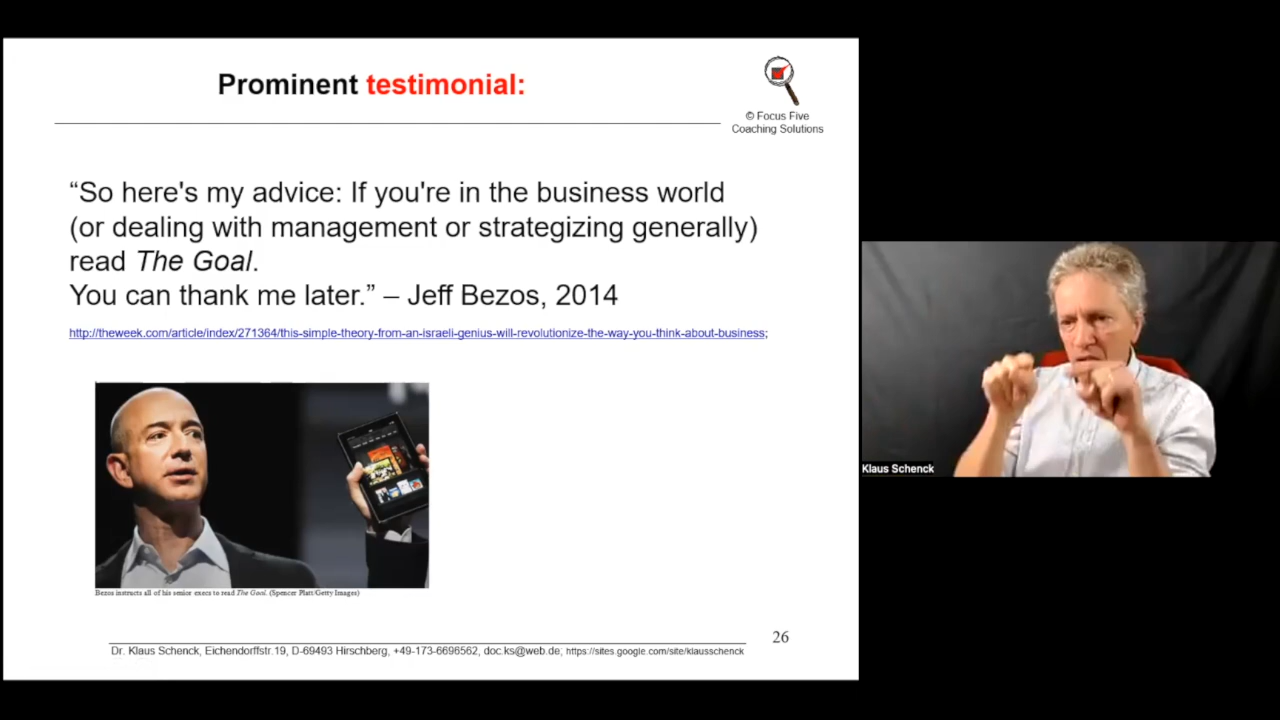 Prominent testimonial:
© Focus Five
Coaching Solutions
“So here's my advice: If you're in the business world
(or dealing with management or strategizing generally)
read The Goal.
You can thank me later.” – Jeff Bezos, 2014
http://theweek.com/article/index/271364/this-simple-theory-from-an-israeli-genius-will-revolutionize-the-way-you-think-about-business;
Bezos instructs all of his senior execs to read The Goal. (Spencer Platt/Getty Images)
26
Dr. Klaus Schenck, Eichendorffstr.19, D-69493 Hirschberg, +49-173-6696562, doc.ks@web.de; https://sites.google.com/site/klausschenck
Klaus Schenck